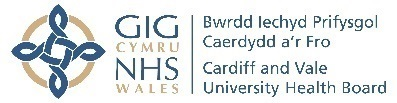 GIG
CYMRU
NHS
WALES
Bwrdd Iechyd Prifysgol
Caerdydd a'r Fro
Cardiff and Vale
University Health Board